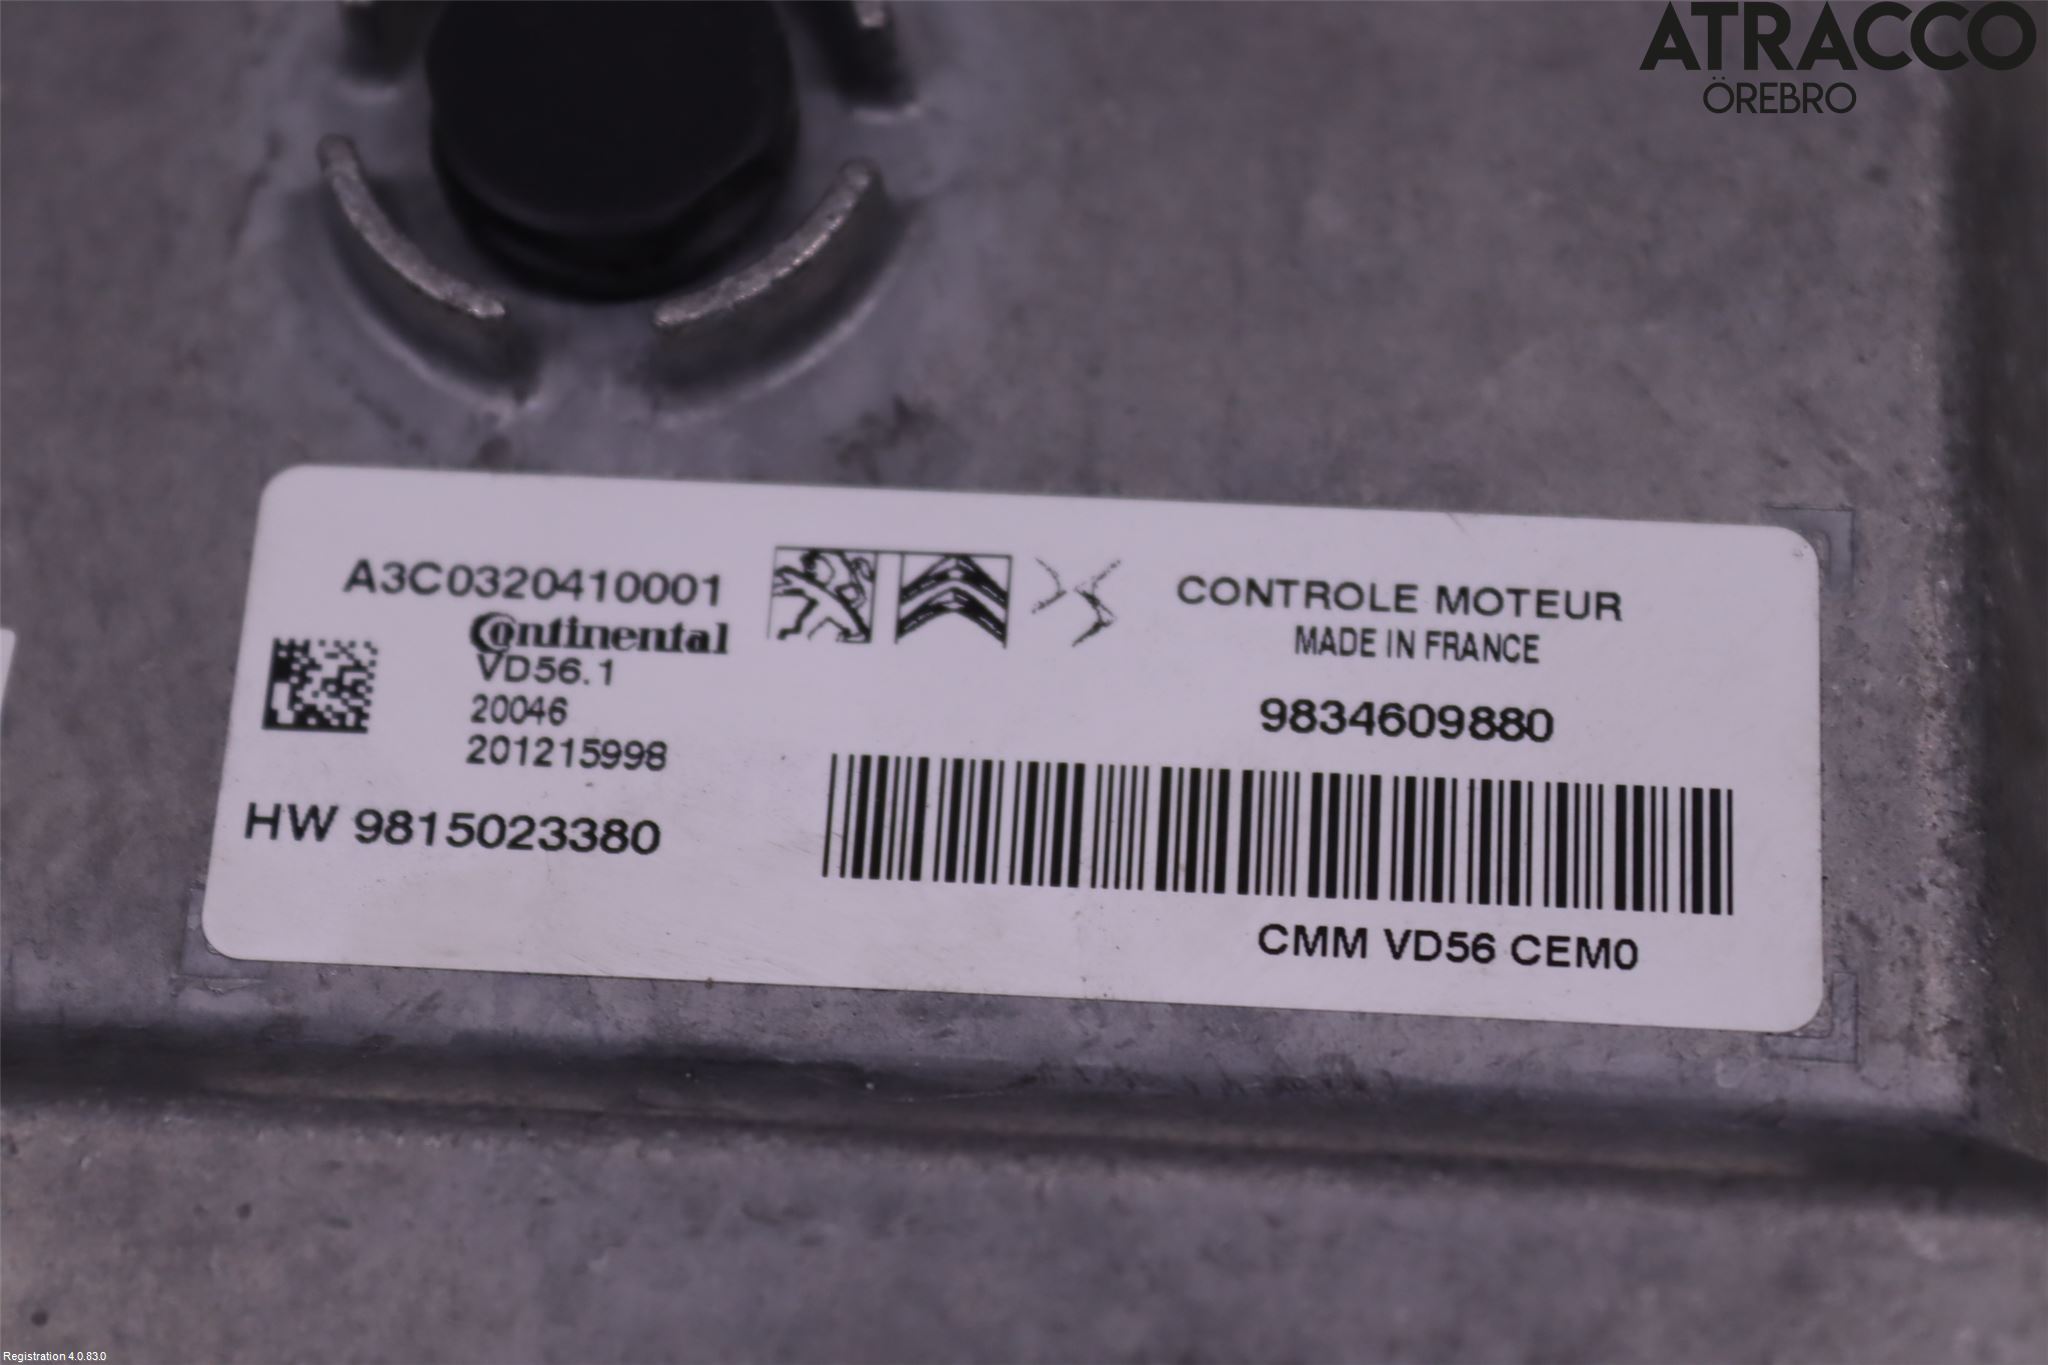 ATRACCO
ÖREBRO
A3C0320410001
Continental
VD56.1
20046
201215998
HW 9815023380
CONTROLE MOTEUR
MADE IN FRANCE
9834609880
CMM VD56 CEM0
Registration 4.0.83.0